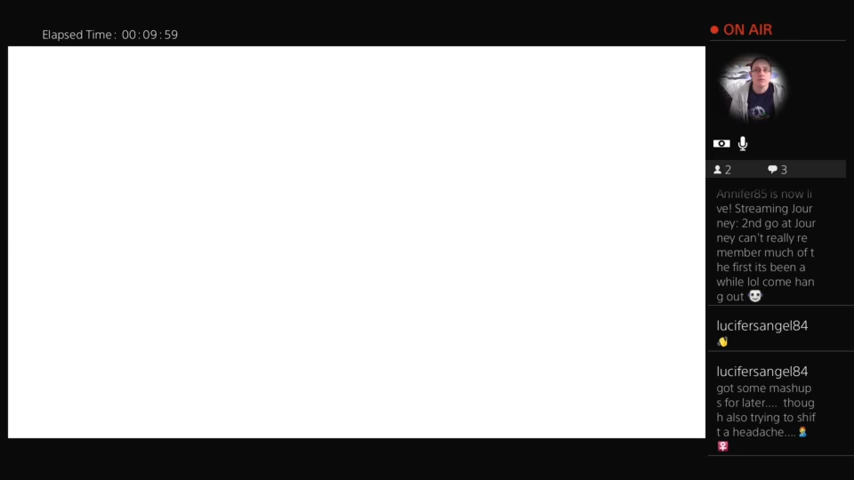 Elapsed Time: 00:09:59
ON AIR
2 3
Annifer85 is now li
ve! Streaming Jour
ney: 2nd go at Jour
ney can't really re
member much of t
he first its been a
while lol come han
g out
lucifersangel84
lucifersangel84
got some mashup
s for later.... thoug
h also trying to shif
t a headache....